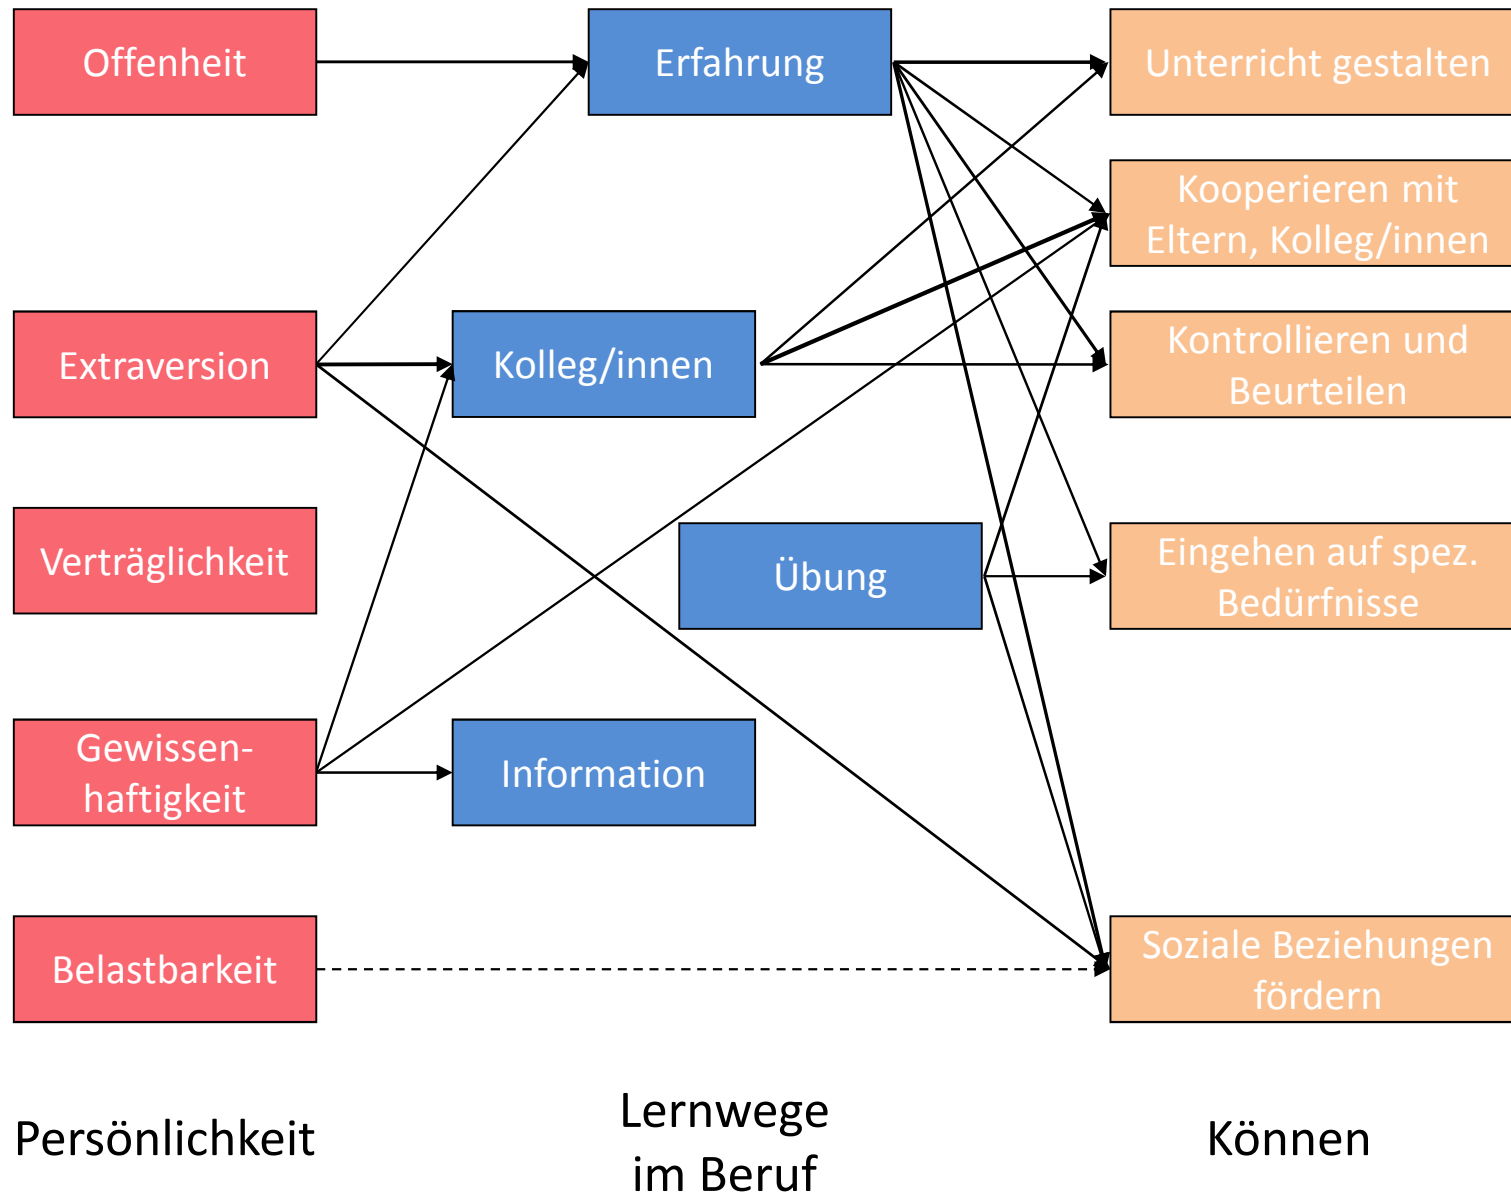 Offenheit
Erfahrung
Unterricht gestalten
Kooperieren mit
Eltern, Kolleg/innen
Extraversion
Kolleg/innen
Kontrollieren und
Beurteilen
Verträglichkeit
Übung
Eingehen auf spez.
Bedürfnisse
Gewissen-
haftigkeit
Information
Belastbarkeit
Soziale Beziehungen
fördern
Persönlichkeit
Lernwege
im Beruf
Können